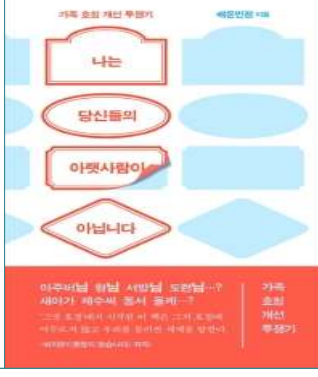 가족 호칭 개선 투쟁기
배윤민정 지음
나는
당신들의
아랫사람이
아닙니다
아주버님 형님 서방님 도련님…?
새아가 제수씨 동서 올케…?
가족
호칭
개선
투쟁기